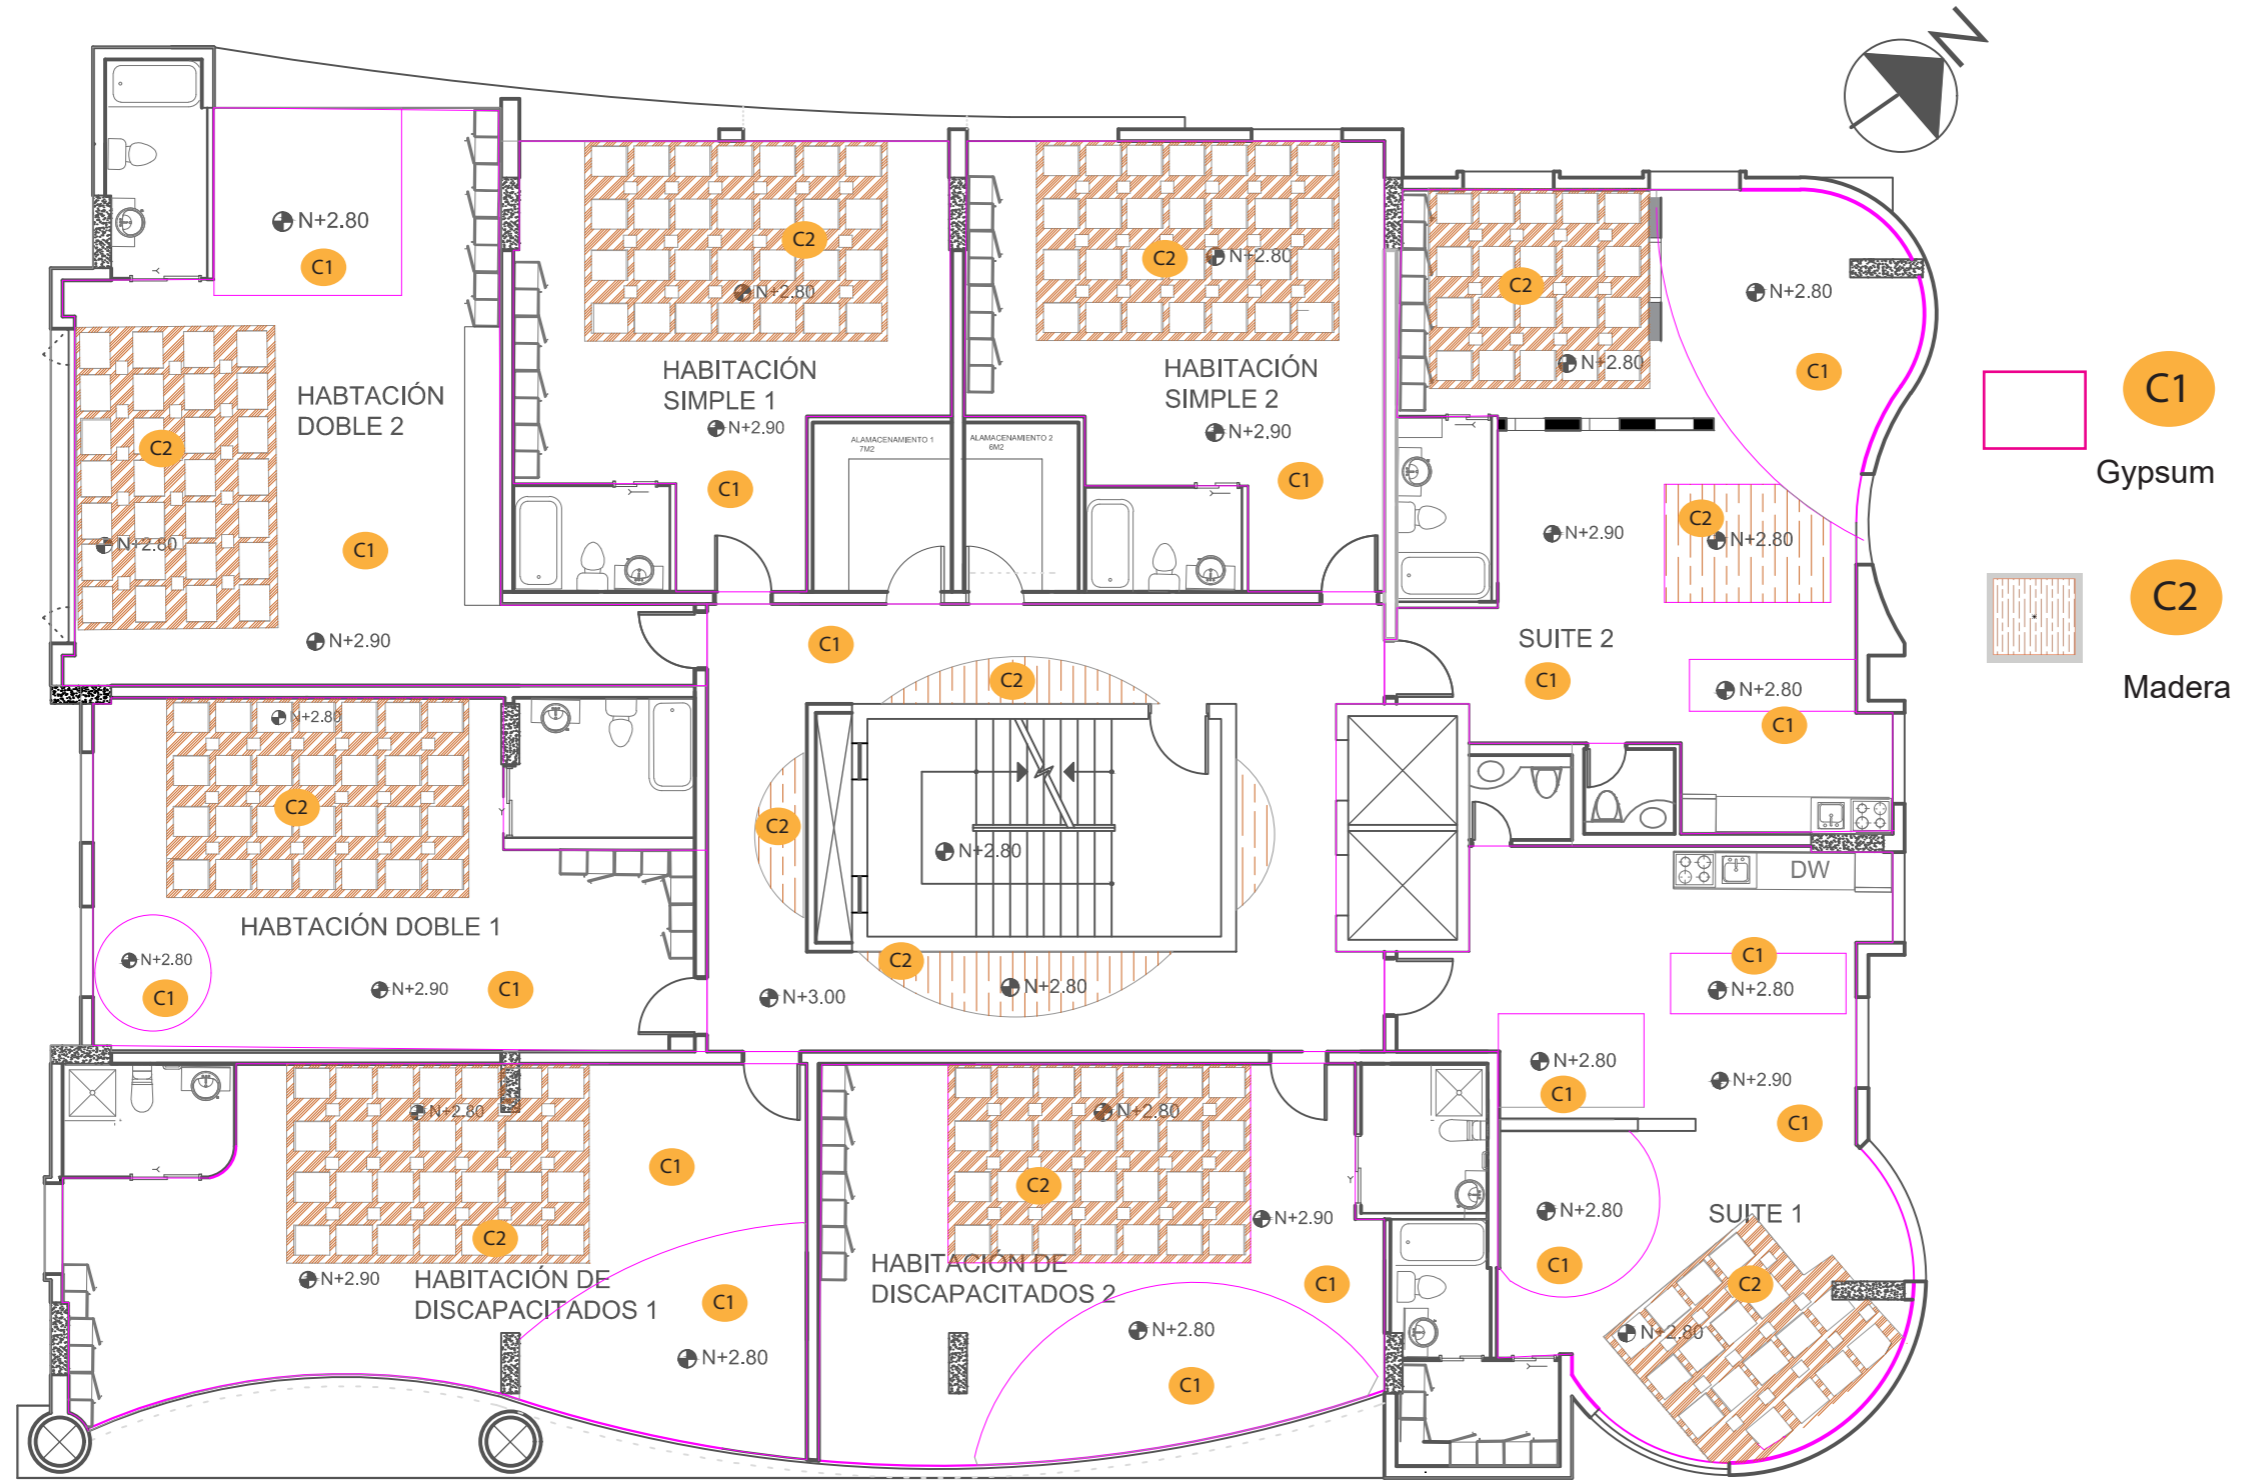 N
N+2.80
C1
C2
N+2.80
C2
N+2.80
C2
N+2.80
C2
N+2.80
C1
C1
Gypsum
HABTACIÓN
DOBLE 2
C2
N+2.80
C1
N+2.90
HABITACIÓN
SIMPLE 1
N+2.90
C1
ALAMACENAMIENTO 1
7M2
ALAMACENAMIENTO 2
6M2
HABITACIÓN
SIMPLE 2
N+2.90
C1
N+2.90
C2
N+2.80
C2
Madera
SUITE 2
C1
N+2.80
C1
C1
C2
C2
N+2.80
C2
N+2.80
N+3.00
N+2.80
C2
HABTACIÓN DOBLE 1
N+2.80
C1
N+2.90
C1
DW
C1
N+2.80
N+2.80
C1
N+2.90
C1
N+2.80
C1
SUITE 1
C2
N+2.80
N+2.80
C1
C2
N+2.90
HABITACIÓN DE
DISCAPACITADOS 1
C1
N+2.80
N+2.80
C2
N+2.90
HABITACIÓN DE
DISCAPACITADOS 2
C1
N+2.80
C1